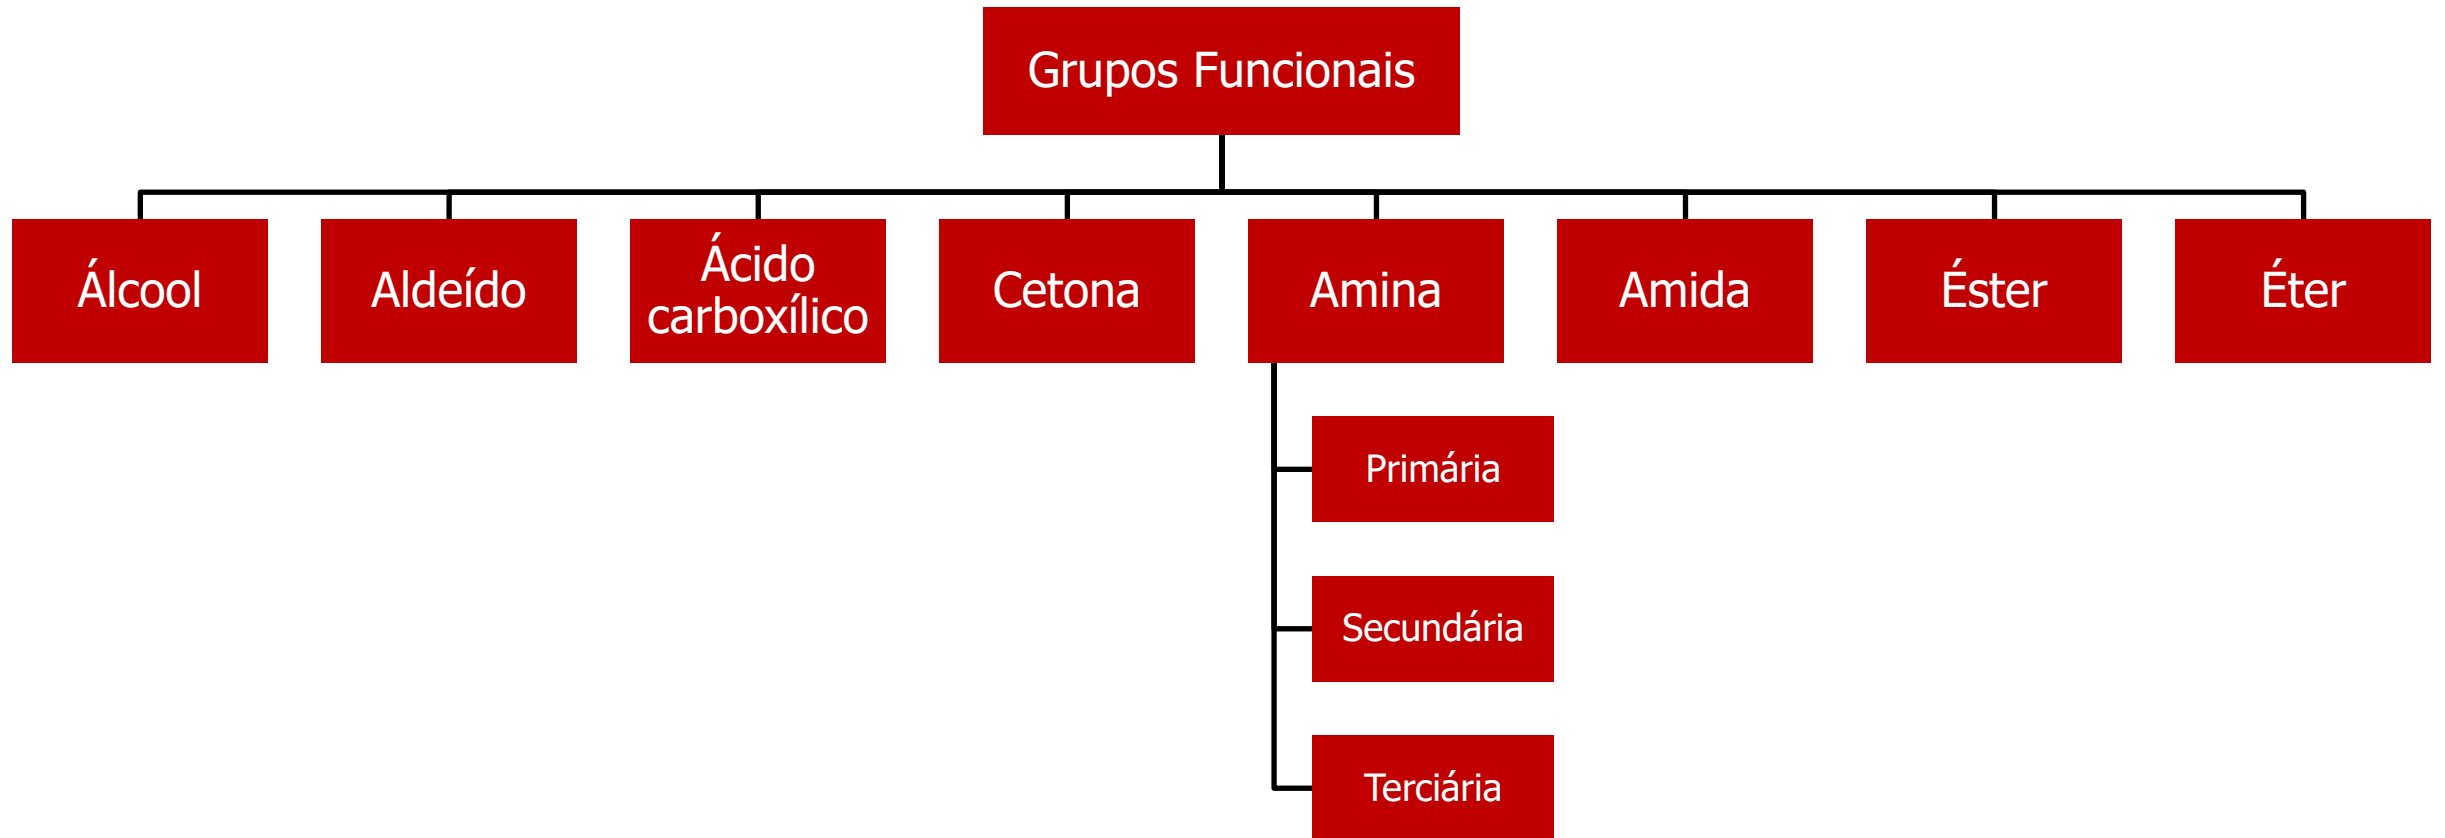 Grupos Funcionais
Álcool
Aldeído
Ácido
carboxílico
Cetona
Amina
Amida
Éster
Éter
Primária
Secundária
Terciária